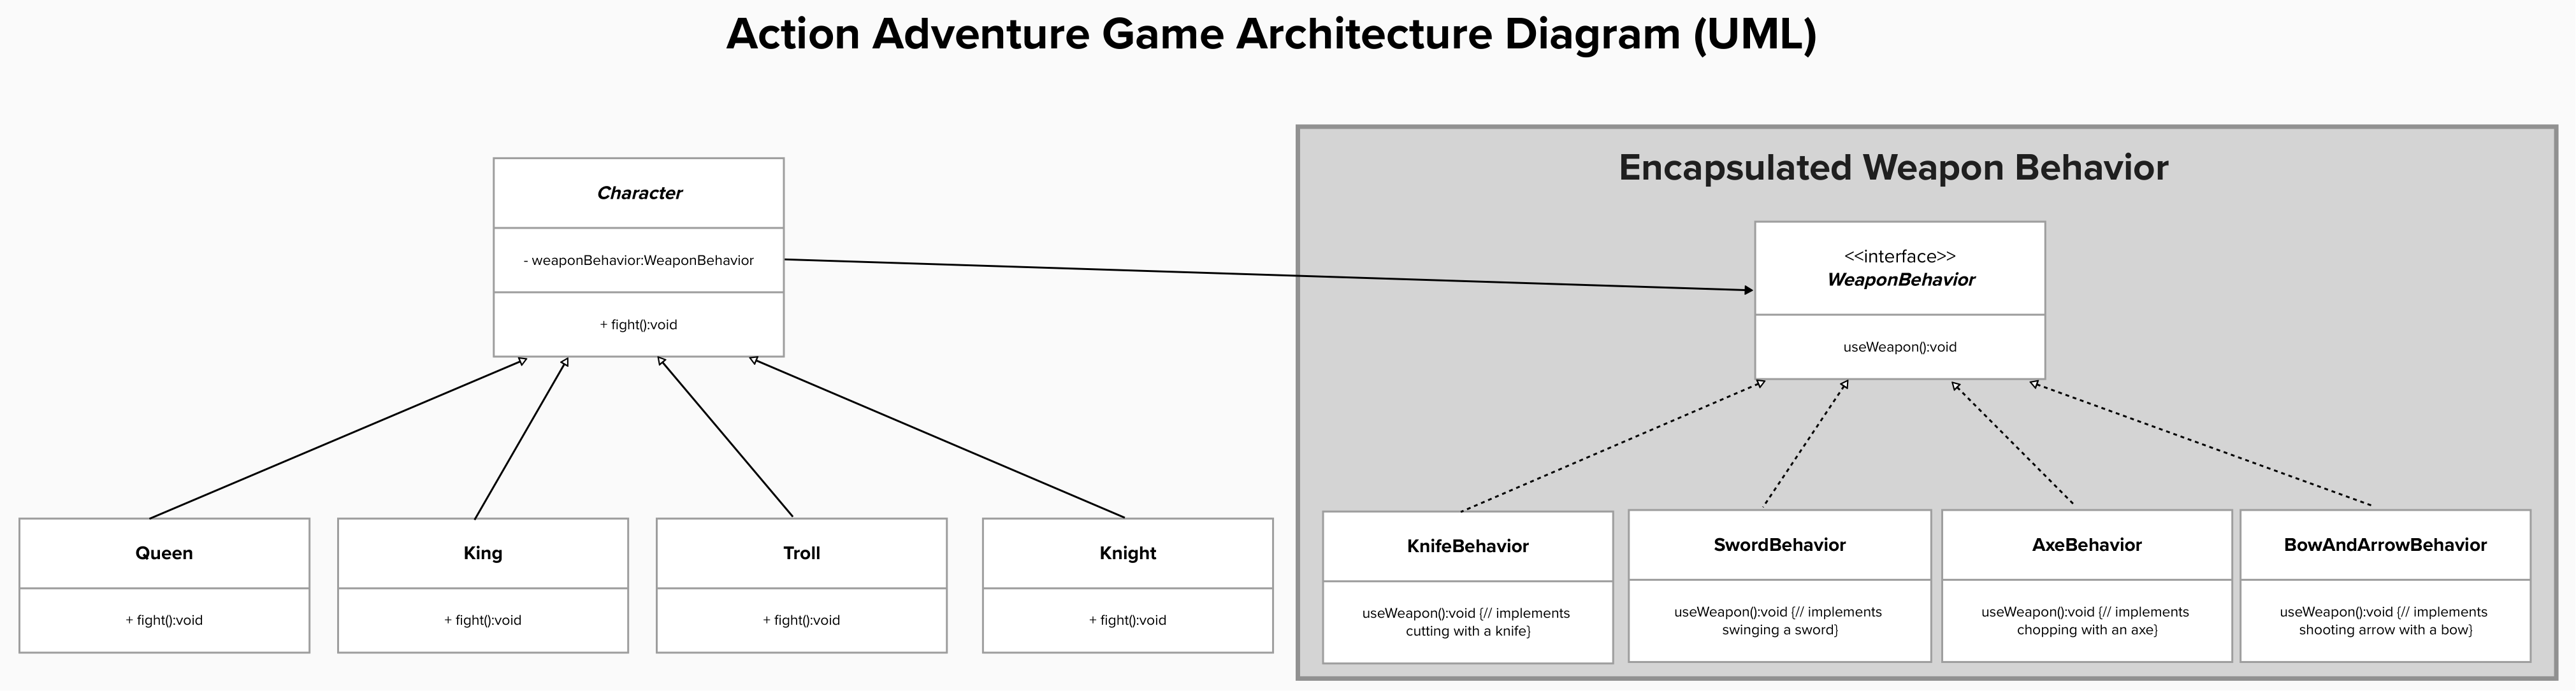 Action Adventure Game Architecture Diagram (UML)
Character
- weaponBehavior:WeaponBehavior
+ fight():void
Queen
+ fight():void
King
+ fight():void
Troll
+ fight():void
Knight
+ fight():void
Encapsulated Weapon Behavior
<<interface>>
WeaponBehavior
useWeapon():void
KnifeBehavior
useWeapon():void {// implements
cutting with a knife}
SwordBehavior
useWeapon():void {// implements
swinging a sword}
AxeBehavior
useWeapon():void {// implements
chopping with an axe}
BowAndArrowBehavior
useWeapon():void {// implements
shooting arrow with a bow}